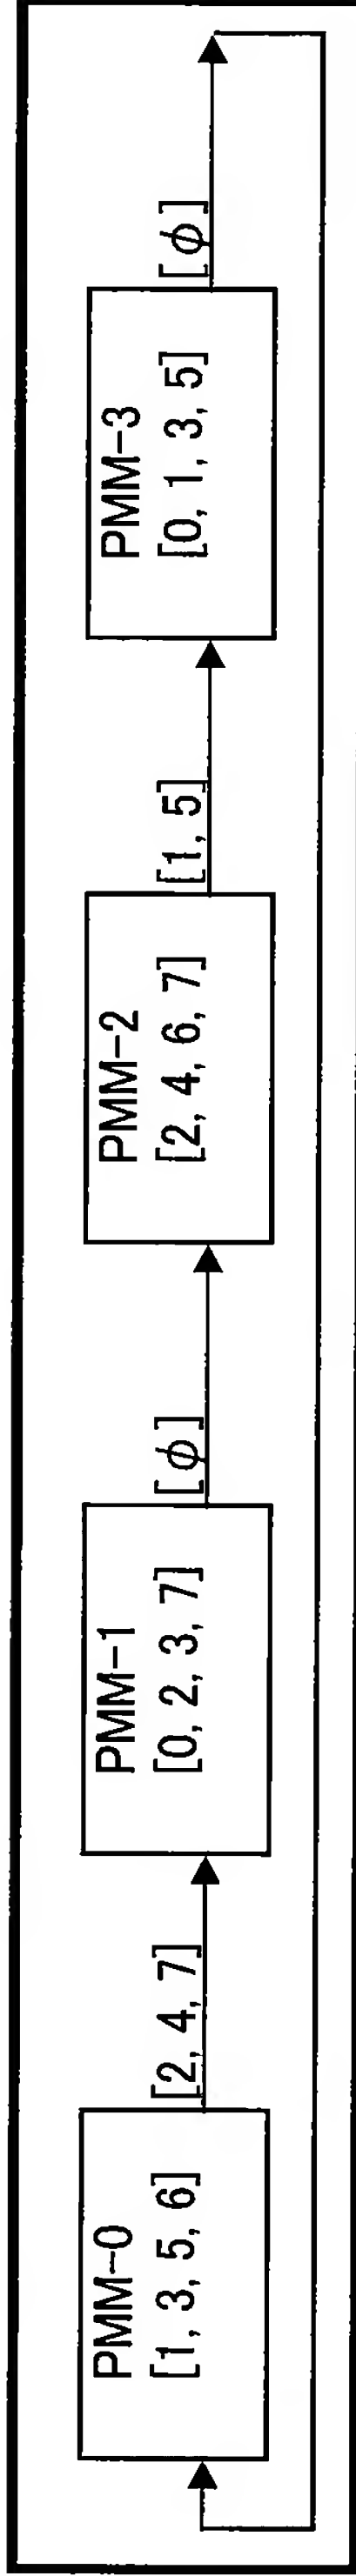 PMM-0
[1, 3, 5, 6]
[2, 4, 7]
PMM-1
[0, 2, 3, 7]
[ϕ]
PMM-2
[2, 4, 6, 7]
[1, 5]
PMM-3
[0, 1, 3, 5]
[ϕ]